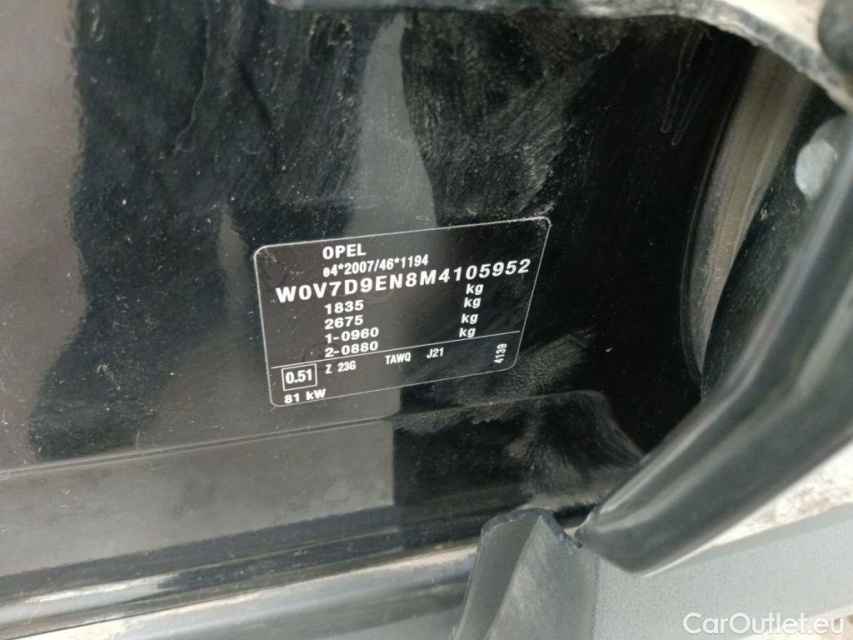 OPEL
e4*2007/46*1194
W0V7D9EN8M4105952
1835 kg
2675 kg
1-0960 kg
2-0880 kg
0.51 Z 23G TAWQ J21 4139
81 kW
CarOutlet.eu